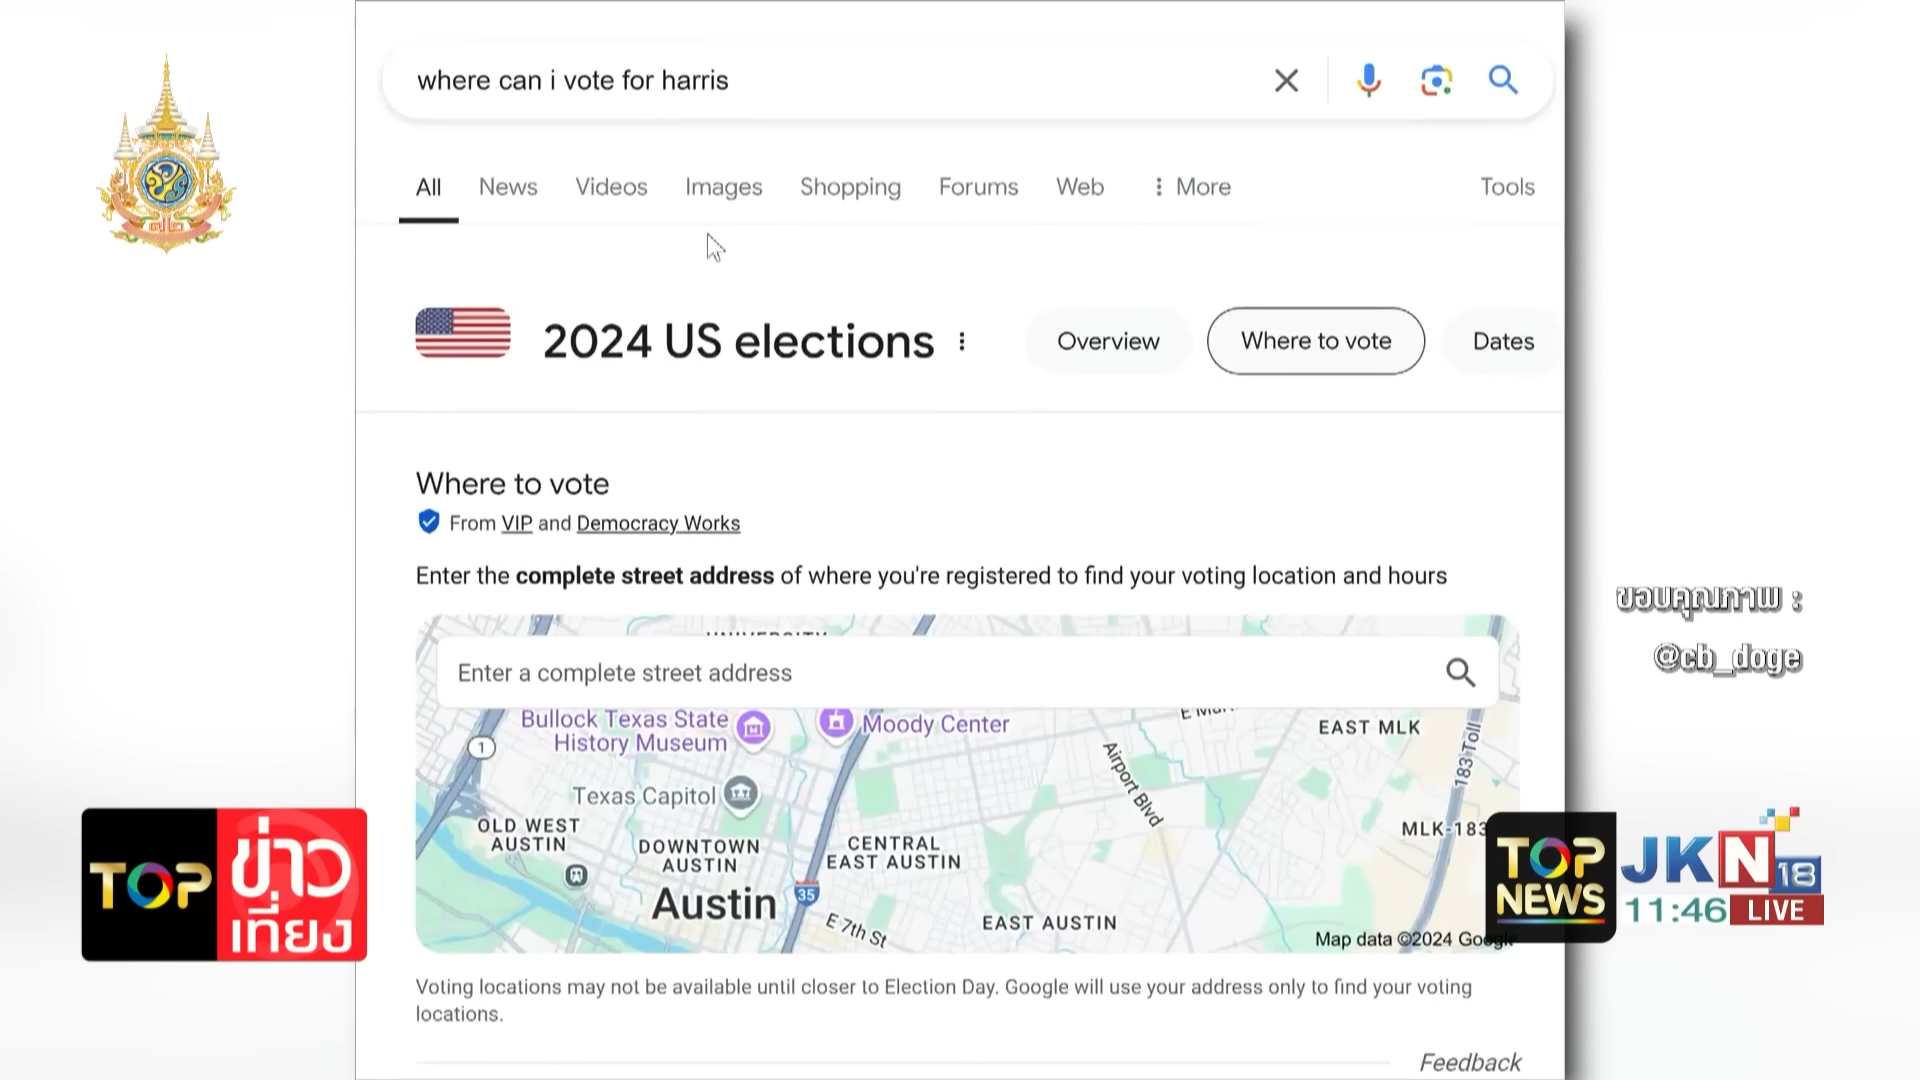 where can i vote for harris
All News Videos Images Shopping Forums Web More Tools
2024 US elections Overview Where to vote Dates
Where to vote
From VIP and Democracy Works
Enter the complete street address of where you're registered to find your voting location and hours
Enter a complete street address
Bullock Texas State
History Museum
Moody Center
EAST MLK
1
Airport Blvd
183 Toll
Texas Capitol
OLD WEST
AUSTIN
DOWNTOWN
AUSTIN
CENTRAL
EAST AUSTIN
MLK-183
Austin
35
E 7th St
EAST AUSTIN
Map data ©2024 Google
Voting locations may not be available until closer to Election Day. Google will use your address only to find your voting
locations.
Feedback
ขอบคุณภาพ :
@cb_doge
TOP
ข่าว
เที่ยง
TOP
NEWS
JKN 18
11:46 LIVE